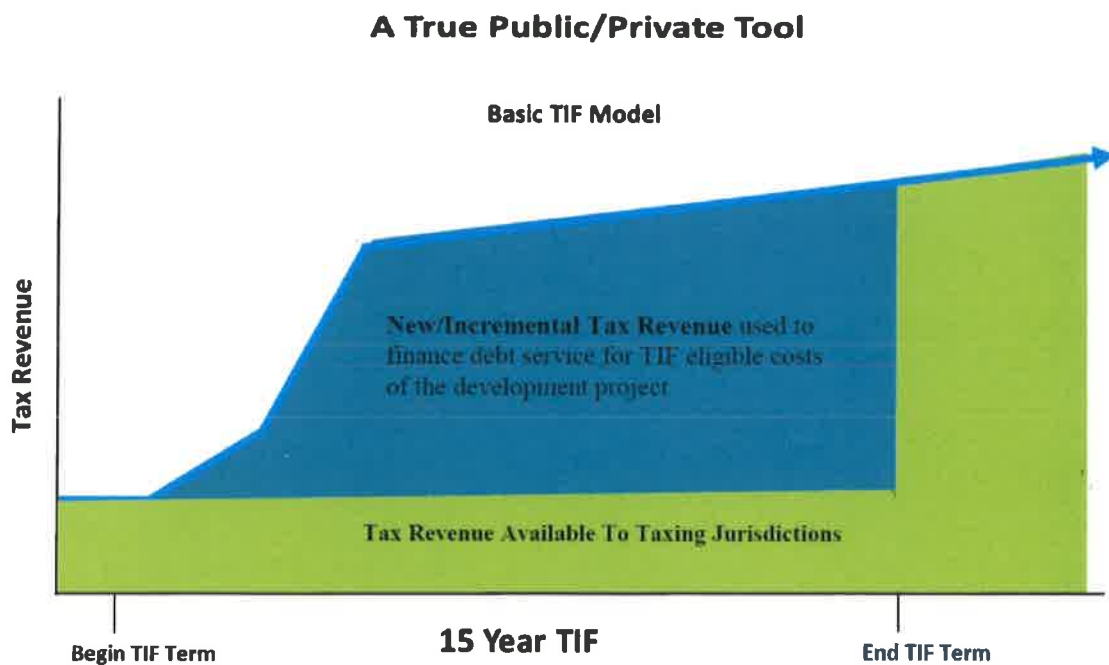 A True Public/Private Tool
Basic TIF Model
Tax Revenue
New/Incremental Tax Revenue used to
finance debt service for TIF eligible costs
of the development project
Tax Revenue Available To Taxing Jurisdictions
Begin TIF Term
15 Year TIF
End TIF Term